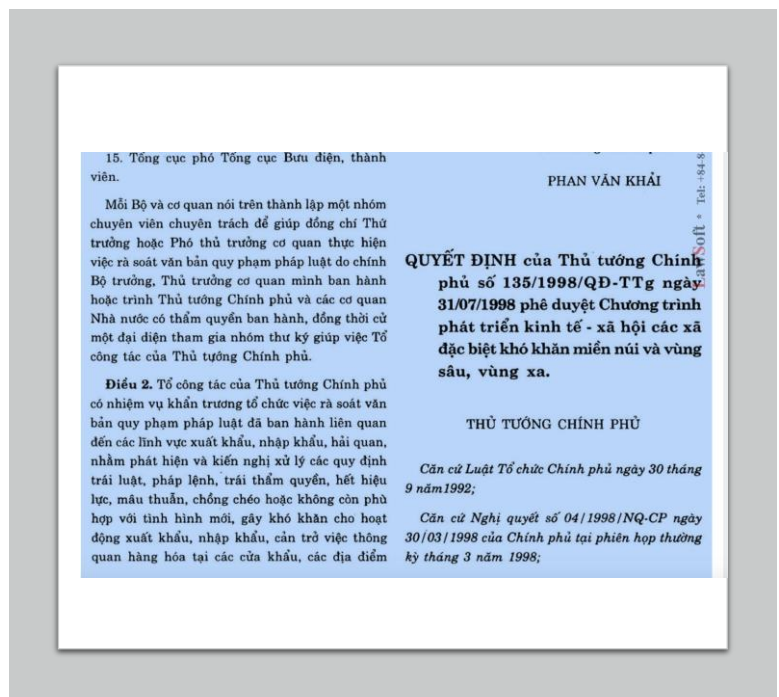 15. Tổng cục phó Tổng cục Bưu điện, thành
viên.
Mỗi Bộ và cơ quan nói trên thành lập một nhóm
chuyên viên chuyên trách để giúp đồng chí Thứ
trưởng hoặc Phó thủ trưởng cơ quan thực hiện
việc rà soát văn bản quy phạm pháp luật do chính
Bộ trưởng, Thủ trưởng cơ quan mình ban hành
hoặc trình Thủ tướng Chính phủ và các cơ quan
Nhà nước có thẩm quyền ban hành, đồng thời cử
một đại diện tham gia nhóm thư ký giúp việc Tổ
công tác của Thủ tướng Chính phủ.
Điều 2. Tổ công tác của Thủ tướng Chính phủ
có nhiệm vụ khẩn trương tổ chức việc rà soát văn
bản quy phạm pháp luật đã ban hành liên quan
đến các lĩnh vực xuất khẩu, nhập khẩu, hải quan,
nhằm phát hiện và kiến nghị xử lý các quy định
trái luật, pháp lệnh, trái thẩm quyền, hết hiệu
lực, mâu thuẫn, chồng chéo hoặc không còn phù
hợp với tình hình mới, gây khó khăn cho hoạt
động xuất khẩu, nhập khẩu, cản trở việc thông
quan hàng hóa tại các cửa khẩu, các địa điểm
PHAN VĂN KHẢI
QUYẾT ĐỊNH của Thủ tướng Chính
phủ số 135/1998/QĐ-TTg ngày
31/07/1998 phê duyệt Chương trình
phát triển kinh tế - xã hội các xã
đặc biệt khó khăn miền núi và vùng
sâu, vùng xa.
THỦ TƯỚNG CHÍNH PHỦ
Căn cứ Luật Tổ chức Chính phủ ngày 30 tháng
9 năm 1992;
Căn cứ Nghị quyết số 04/1998/NQ-CP ngày
30/03/1998 của Chính phủ tại phiên họp thường
kỳ tháng 3 năm 1998;
LawSoft * Tel: +84-8